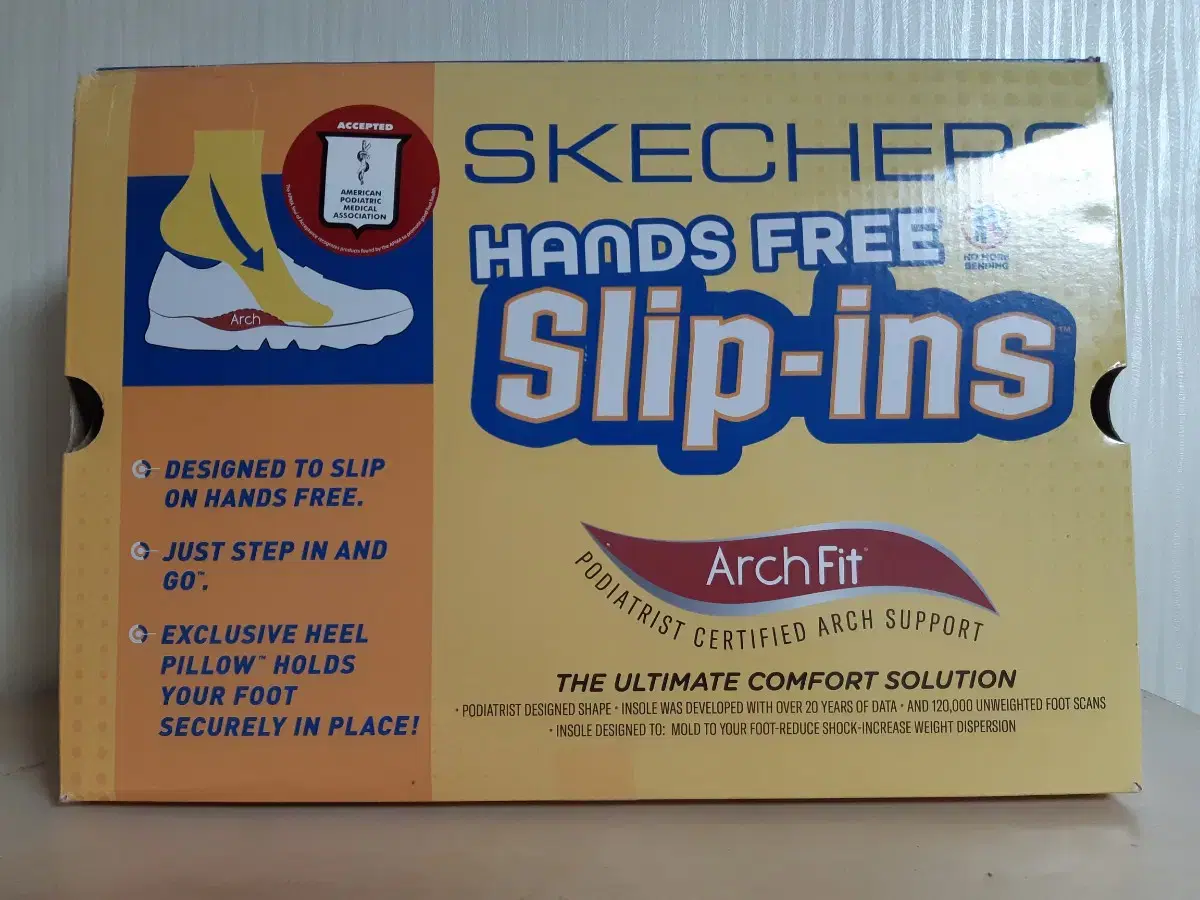 ACCEPTED
AMERICAN
PODIATRIC
MEDICAL
ASSOCIATION
Arch
DESIGNED TO SLIP
ON HANDS FREE.
JUST STEP IN AND
GO™.
EXCLUSIVE HEEL
PILLOW™ HOLDS
YOUR FOOT
SECURELY IN PLACE!
SKECHERS
HANDS FREE
NO MORE
BENDING
Slip-ins™
ArchFit®
PODIATRIST CERTIFIED ARCH SUPPORT
THE ULTIMATE COMFORT SOLUTION
• PODIATRIST DESIGNED SHAPE • INSOLE WAS DEVELOPED WITH OVER 20 YEARS OF DATA • AND 120,000 UNWEIGHTED FOOT SCANS
• INSOLE DESIGNED TO: MOLD TO YOUR FOOT-REDUCE SHOCK-INCREASE WEIGHT DISPERSION